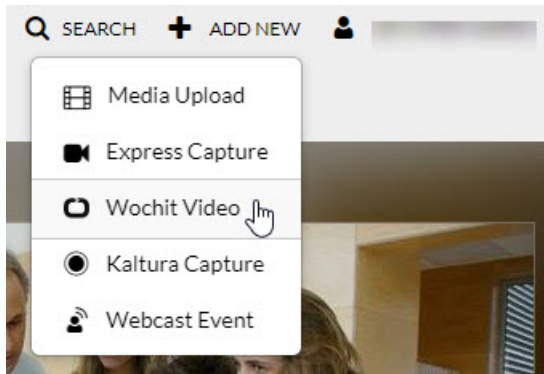 SEARCH ADD NEW
Media Upload
Express Capture
Wochit Video
Kaltura Capture
Webcast Event